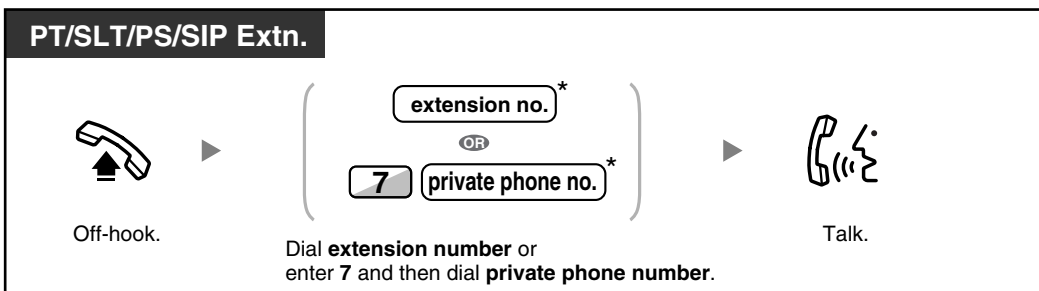 PT/SLT/PS/SIP Extn.
extension no.*
OR
7 private phone no.*
Off-hook.
Dial extension number or
enter 7 and then dial private phone number.
Talk.